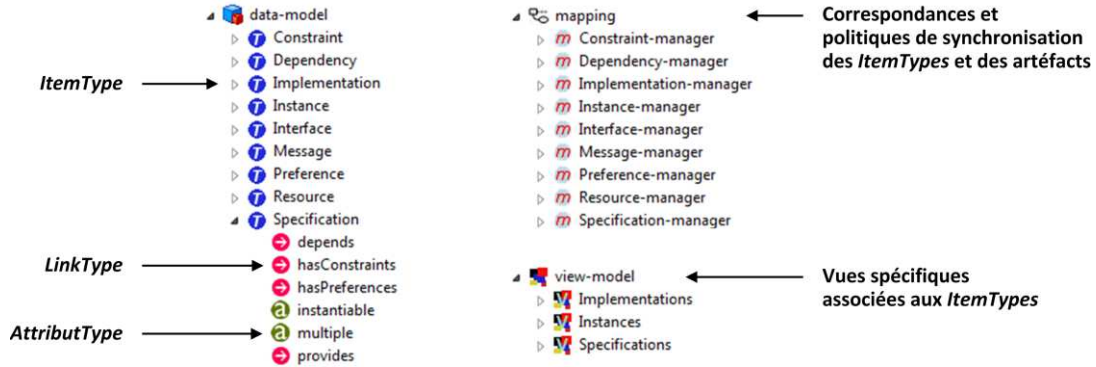 data-model
Constraint
Dependency
ItemType
Implementation
Instance
Interface
Message
Preference
Resource
Specification
depends
LinkType
hasConstraints
hasPreferences
instantiable
AttributType
multiple
provides
mapping
Constraint-manager
Dependency-manager
Implementation-manager
Instance-manager
Interface-manager
Message-manager
Preference-manager
Resource-manager
Specification-manager
Correspondances et
politiques de synchronisation
des ItemTypes et des artéfacts
view-model
Implementations
Instances
Specifications
Vues spécifiques
associées aux ItemTypes